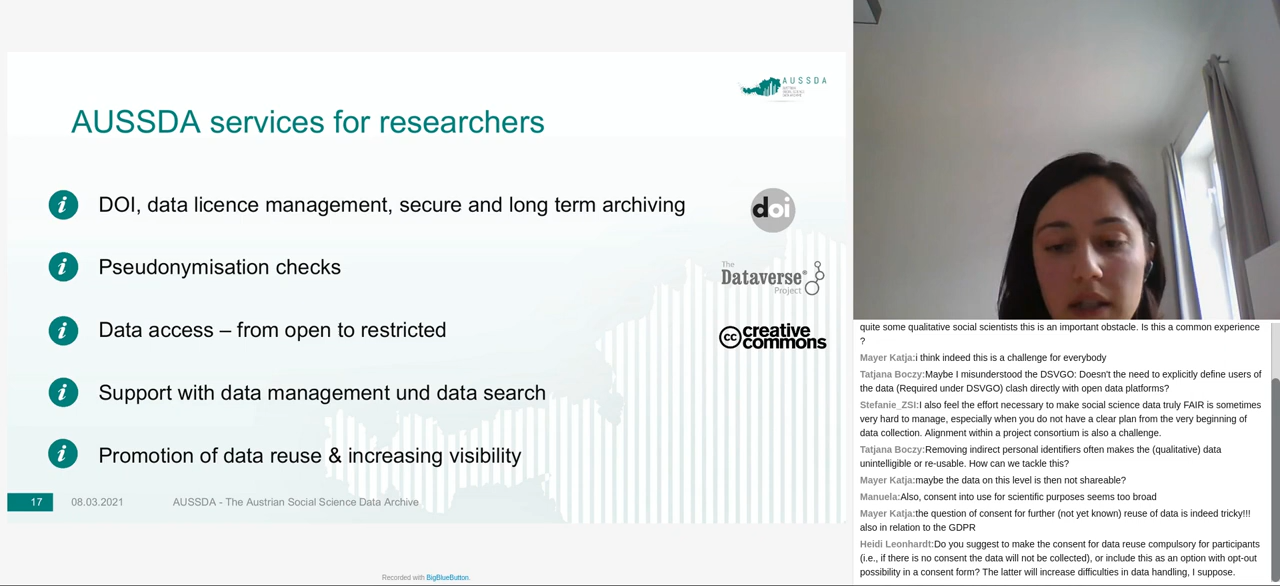 AUSSDA
AUSSDA services for researchers
i DOI, data licence management, secure and long term archiving
doi
i Pseudonymisation checks
The
Dataverse®
Project
i Data access – from open to restricted
cc creative
commons
i Support with data management und data search
i Promotion of data reuse & increasing visibility
17 08.03.2021 AUSSDA - The Austrian Social Science Data Archive
Recorded with BigBlueButton.
quite some qualitative social scientists this is an important obstacle. Is this a common experience
?
Mayer Katja:i think indeed this is a challenge for everybody
Tatjana Boczy:Maybe I misunderstood the DSVGO: Doesn't the need to explicitly define users of
the data (Required under DSVGO) clash directly with open data platforms?
Stefanie_ZSI:I also feel the effort necessary to make social science data truly FAIR is sometimes
very hard to manage, especially when you do not have a clear plan from the very beginning of
data collection. Alignment within a project consortium is also a challenge.
Tatjana Boczy:Removing indirect personal identifiers often makes the (qualitative) data
unintelligible or re-usable. How can we tackle this?
Mayer Katja:maybe the data on this level is then not shareable?
Manuela:Also, consent into use for scientific purposes seems too broad
Mayer Katja:the question of consent for further (not yet known) reuse of data is indeed tricky!!!
also in relation to the GDPR
Heidi Leonhardt:Do you suggest to make the consent for data reuse compulsory for participants
(i.e., if there is no consent the data will not be collected), or include this as an option with opt-out
possibility in a consent form? The latter will increase difficulties in data handling, I suppose.